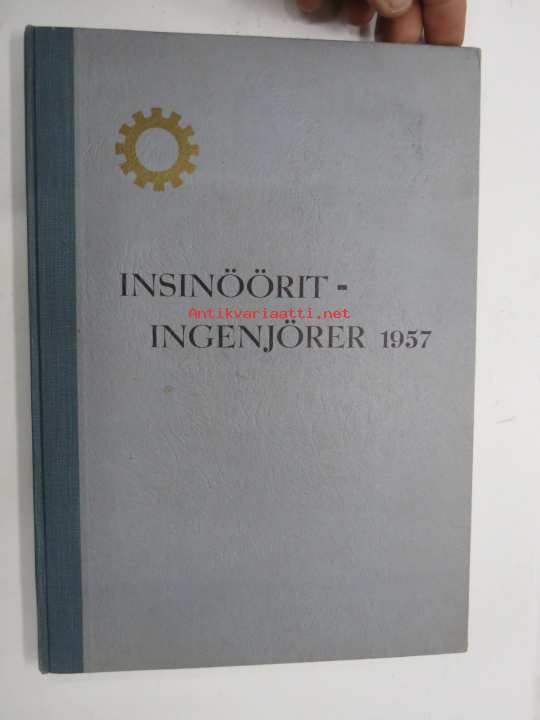 INSINÖÖRIT -
Antikvariaatti.net
INGENJÖRER 1957